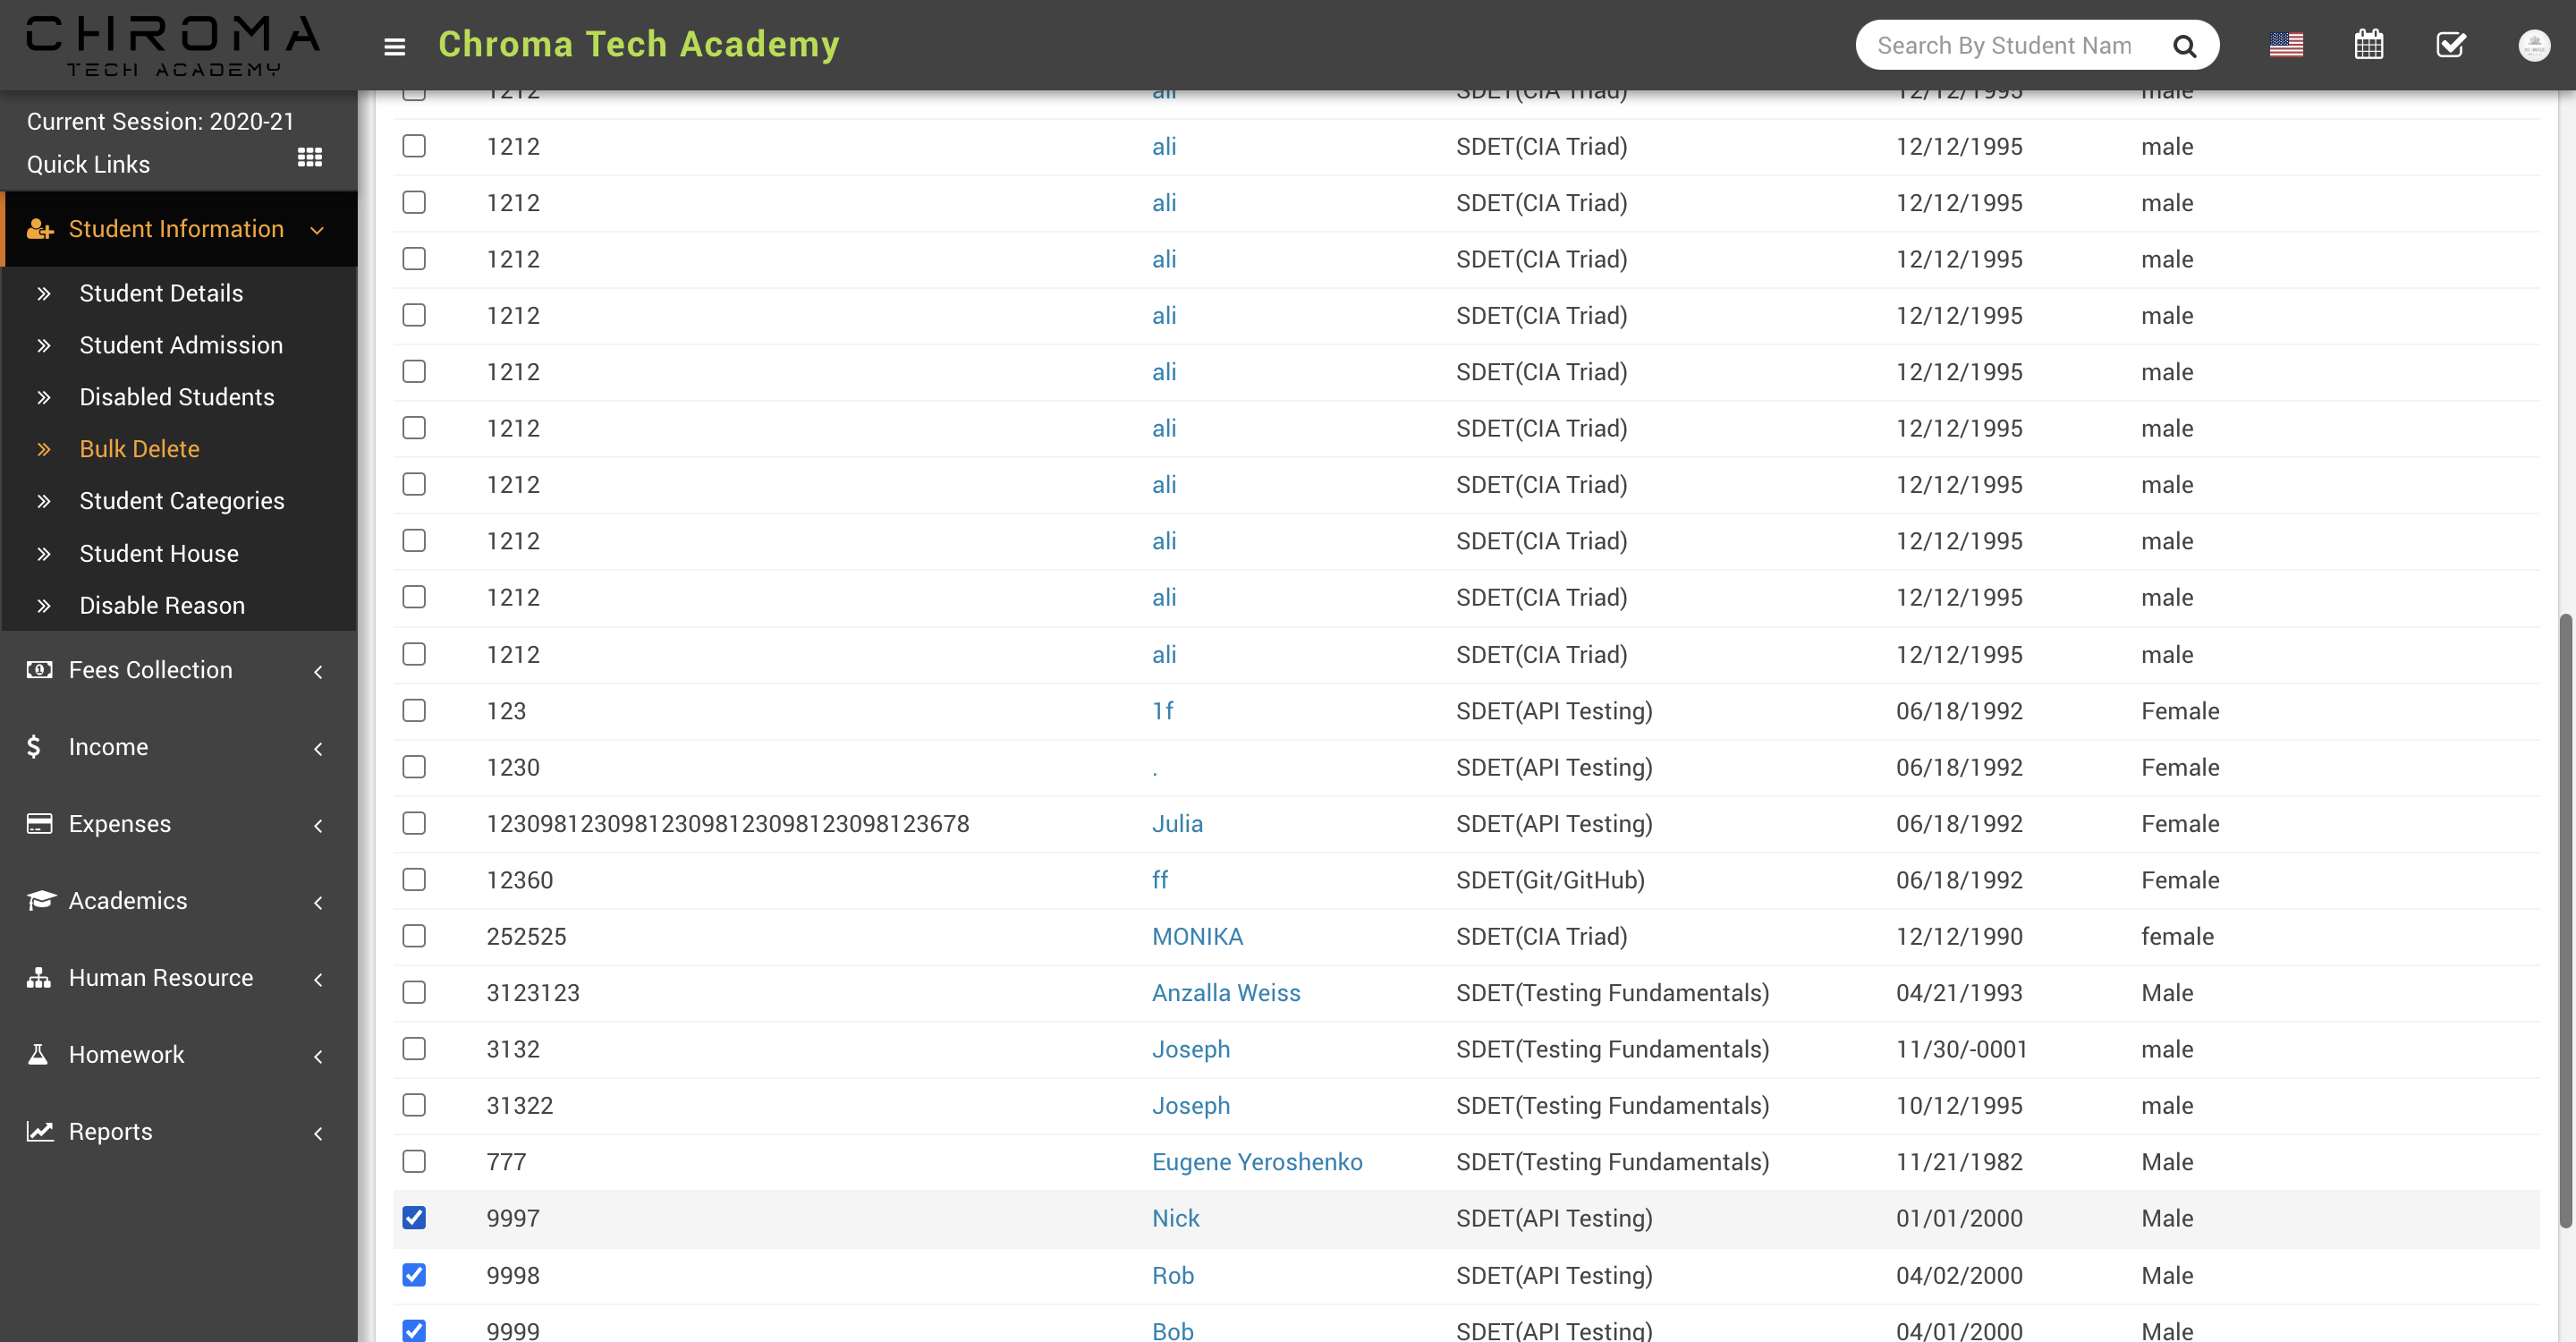 CHROMA
TECH ACADEMY
Chroma Tech Academy
Search By Student Nam
Current Session: 2020-21
Quick Links
Student Information
Student Details
Student Admission
Disabled Students
Bulk Delete
Student Categories
Student House
Disable Reason
Fees Collection
Income
Expenses
Academics
Human Resource
Homework
Reports
1212 ali SDET(CIA Triad) 12/12/1995 male
1212 ali SDET(CIA Triad) 12/12/1995 male
1212 ali SDET(CIA Triad) 12/12/1995 male
1212 ali SDET(CIA Triad) 12/12/1995 male
1212 ali SDET(CIA Triad) 12/12/1995 male
1212 ali SDET(CIA Triad) 12/12/1995 male
1212 ali SDET(CIA Triad) 12/12/1995 male
1212 ali SDET(CIA Triad) 12/12/1995 male
1212 ali SDET(CIA Triad) 12/12/1995 male
1212 ali SDET(CIA Triad) 12/12/1995 male
1212 ali SDET(CIA Triad) 12/12/1995 male
123 1f SDET(API Testing) 06/18/1992 Female
1230 . SDET(API Testing) 06/18/1992 Female
123098123098123098123098123098123678 Julia SDET(API Testing) 06/18/1992 Female
12360 ff SDET(Git/GitHub) 06/18/1992 Female
252525 MONIKA SDET(CIA Triad) 12/12/1990 female
3123123 Anzalla Weiss SDET(Testing Fundamentals) 04/21/1993 Male
3132 Joseph SDET(Testing Fundamentals) 11/30/-0001 male
31322 Joseph SDET(Testing Fundamentals) 10/12/1995 male
777 Eugene Yeroshenko SDET(Testing Fundamentals) 11/21/1982 Male
9997 Nick SDET(API Testing) 01/01/2000 Male
9998 Rob SDET(API Testing) 04/02/2000 Male
9999 Bob SDET(API Testing) 04/01/2000 Male